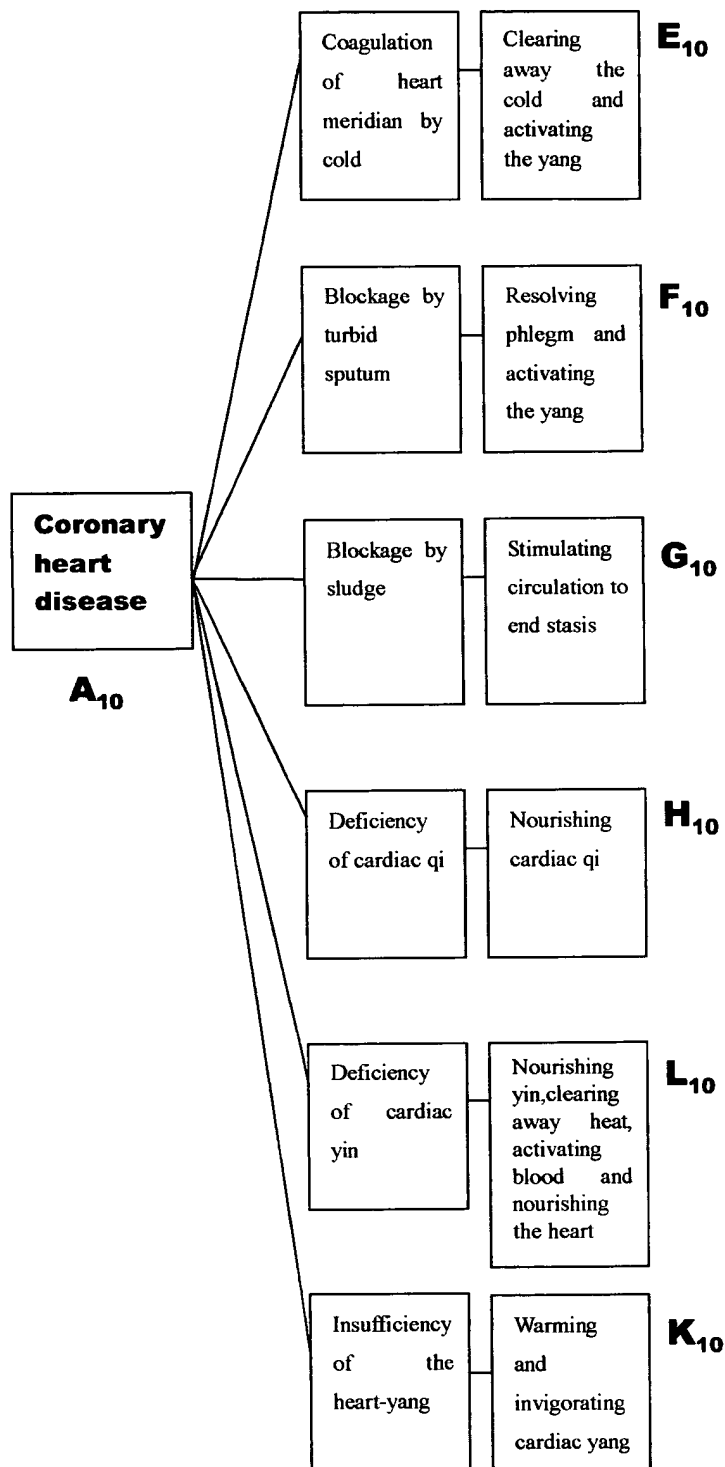 Coagulation
of heart
meridian by
cold
Clearing
away the
cold and
activating
the yang
E10
Blockage by
turbid
sputum
Resolving
phlegm and
activating
the yang
F10
Coronary
heart
disease
A10
Blockage by
sludge
Stimulating
circulation to
end stasis
G10
Deficiency
of cardiac qi
Nourishing
cardiac qi
H10
Deficiency
of cardiac
yin
Nourishing
yin,clearing
away heat,
activating
blood and
nourishing
the heart
L10
Insufficiency
of the
heart-yang
Warming
and
invigorating
cardiac yang
K10